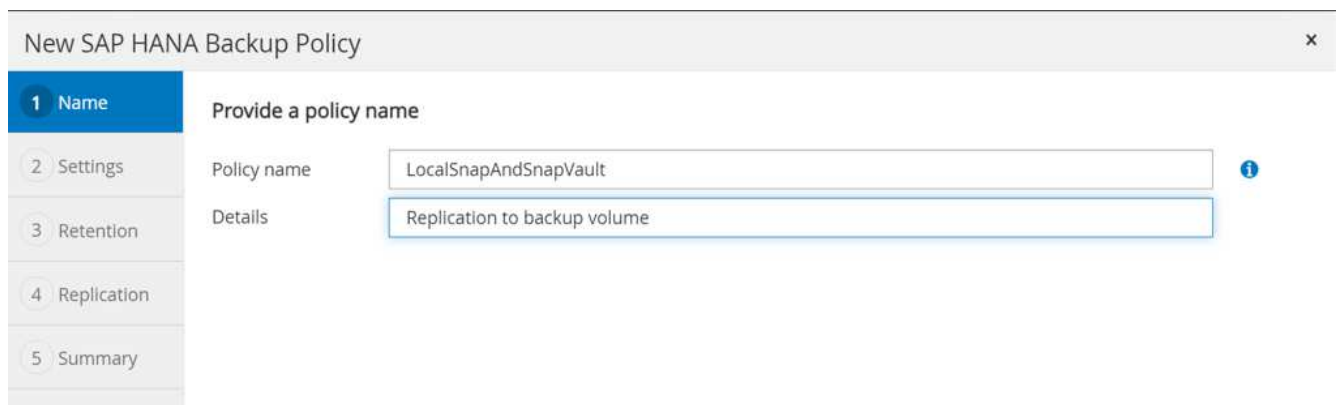 New SAP HANA Backup Policy ×
1 Name
Provide a policy name
2 Settings
Policy name LocalSnapAndSnapVault i
Details Replication to backup volume
3 Retention
4 Replication
5 Summary